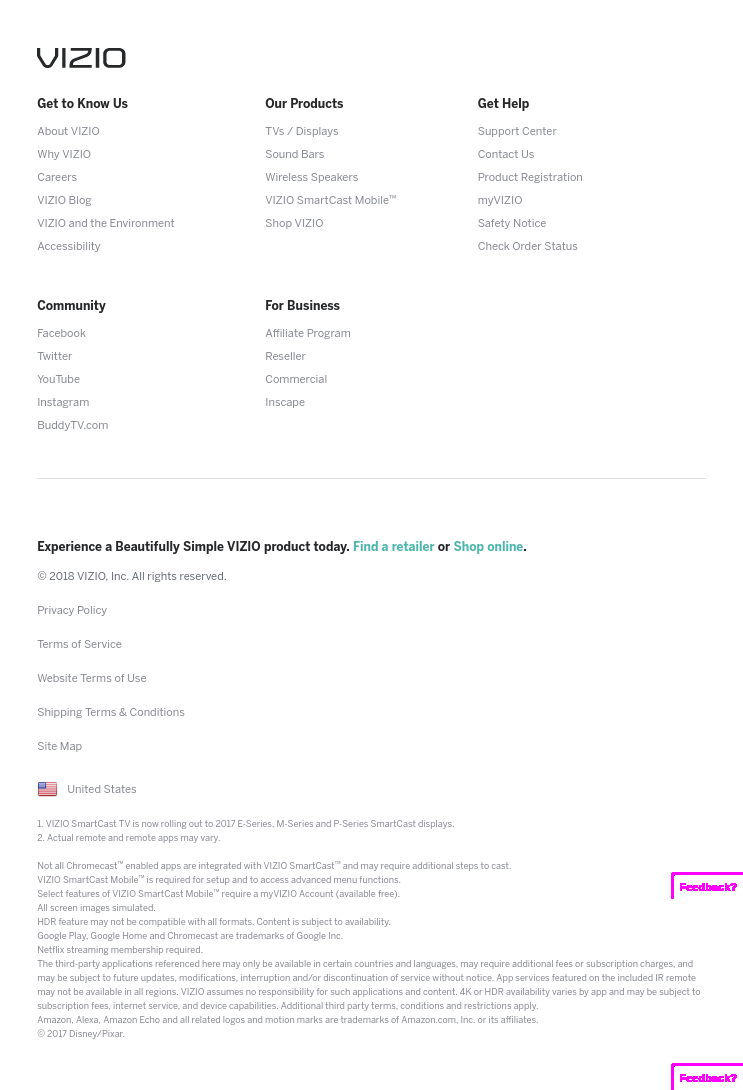 VIZIO
Get to Know Us
About VIZIO
Why VIZIO
Careers
VIZIO Blog
VIZIO and the Environment
Accessibility
Our Products
TVs / Displays
Sound Bars
Wireless Speakers
VIZIO SmartCast Mobile™
Shop VIZIO
Get Help
Support Center
Contact Us
Product Registration
myVIZIO
Safety Notice
Check Order Status
Community
Facebook
Twitter
YouTube
Instagram
BuddyTV.com
For Business
Affiliate Program
Reseller
Commercial
Inscape
Experience a Beautifully Simple VIZIO product today. Find a retailer or Shop online.
© 2018 VIZIO, Inc. All rights reserved.
Privacy Policy
Terms of Service
Website Terms of Use
Shipping Terms & Conditions
Site Map
United States
1. VIZIO SmartCast TV is now rolling out to 2017 E-Series, M-Series and P-Series SmartCast displays.
2. Actual remote and remote apps may vary.
Not all Chromecast™ enabled apps are integrated with VIZIO SmartCast™ and may require additional steps to cast.
VIZIO SmartCast Mobile™ is required for setup and to access advanced menu functions.
Select features of VIZIO SmartCast Mobile™ require a myVIZIO Account (available free).
All screen images simulated.
HDR feature may not be compatible with all formats. Content is subject to availability.
Google Play, Google Home and Chromecast are trademarks of Google Inc.
Netflix streaming membership required.
The third-party applications referenced here may only be available in certain countries and languages, may require additional fees or subscription charges, and
may be subject to future updates, modifications, interruption and/or discontinuation of service without notice. App services featured on the included IR remote
may not be available in all regions. VIZIO assumes no responsibility for such applications and content. 4K or HDR availability varies by app and may be subject to
subscription fees, internet service, and device capabilities. Additional third party terms, conditions and restrictions apply.
Amazon, Alexa, Amazon Echo and all related logos and motion marks are trademarks of Amazon.com, Inc. or its affiliates.
© 2017 Disney/Pixar.
Feedback?
Feedback?